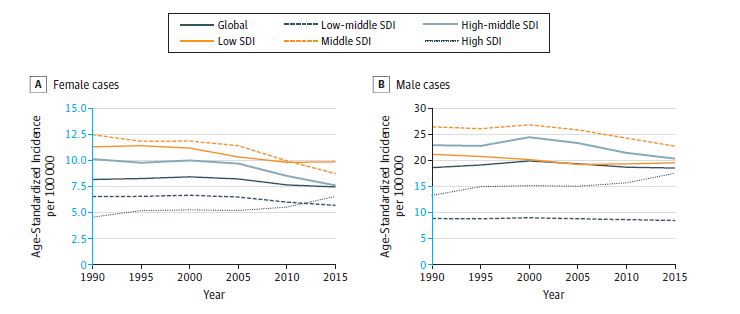 Global Low-middle SDI High-middle SDI
Low SDI Middle SDI High SDI
A Female cases
15.0
12.5
10.0
7.5
5.0
2.5
0
Age-Standardized Incidence
per 100 000
1990 1995 2000 2005 2010 2015
Year
B Male cases
30
25
20
15
10
5
0
Age-Standardized Incidence
per 100 000
1990 1995 2000 2005 2010 2015
Year